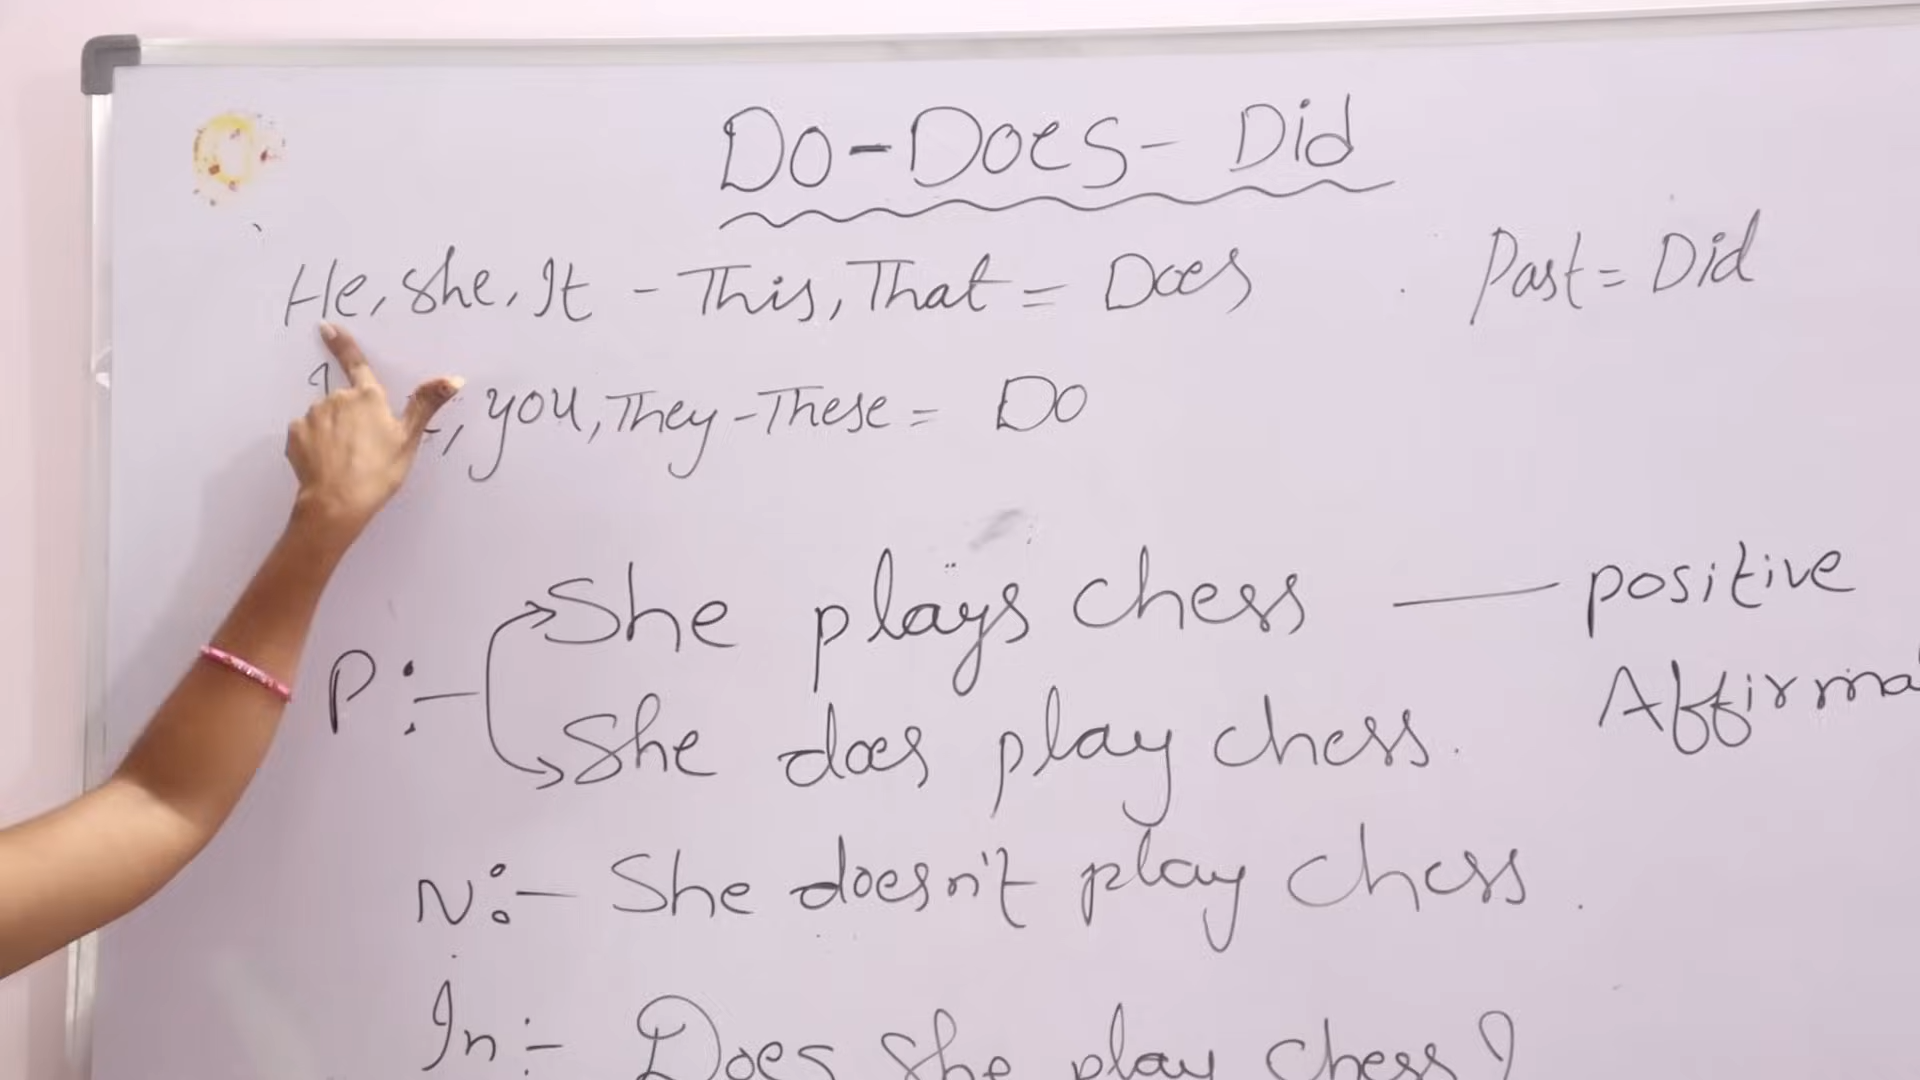 Do-Does-Did
He, She, It - This, That = Does
Past = Did
I, you, They-These = Do
P:- She plays chess — positive
She does play chess. Affirma
N:- She doesn't play chess.
In:- Does she play chess?